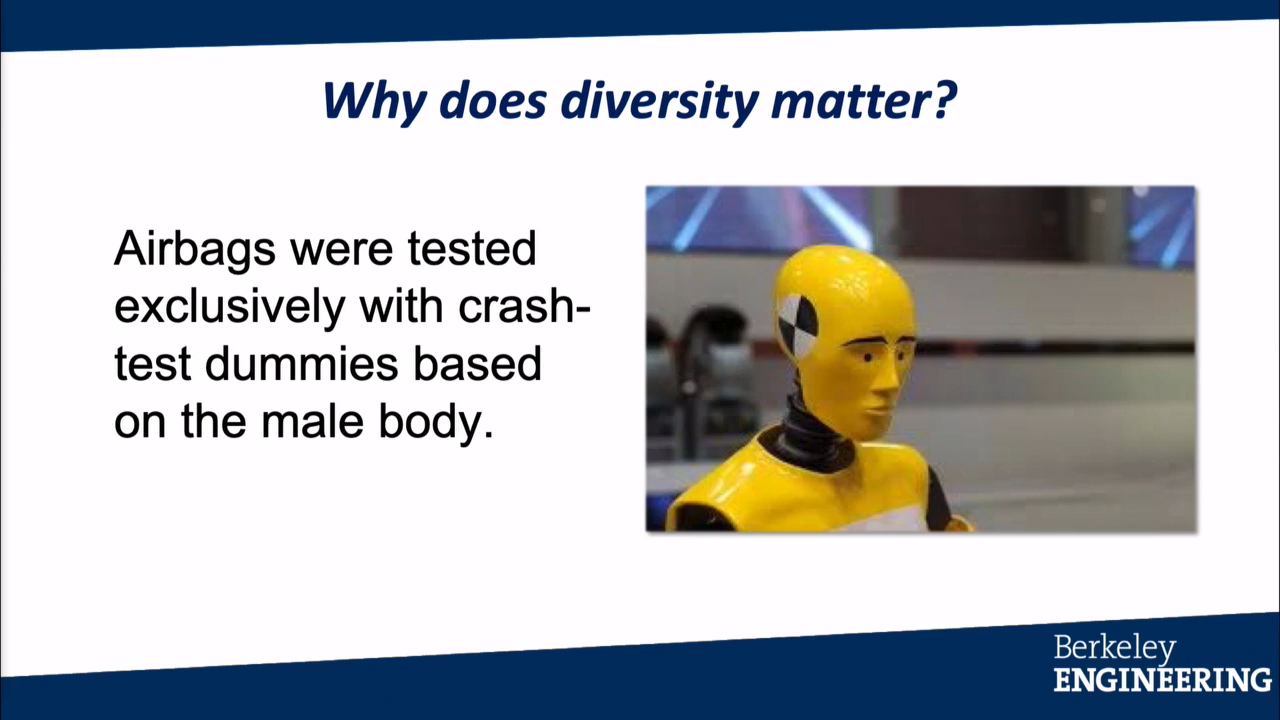 Why does diversity matter?
Airbags were tested
exclusively with crash-
test dummies based
on the male body.
Berkeley
ENGINEERING